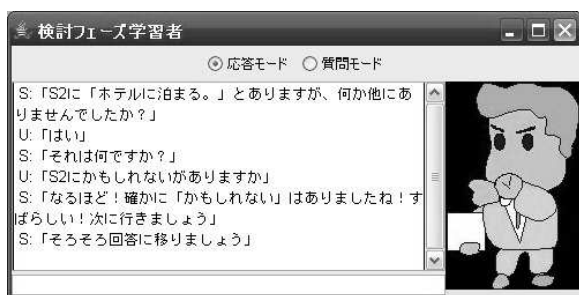 検討フェーズ学習者
応答モード 質問モード
S:「S2に「ホテルに泊まる。」とありますが、何か他にあ
りませんでしたか？」
U:「はい」
S:「それは何ですか？」
U:「S2にかもしれないがありますか」
S:「なるほど！確かに「かもしれない」はありましたね！す
ばらしい！次に行きましょう」
S:「そろそろ回答に移りましょう」